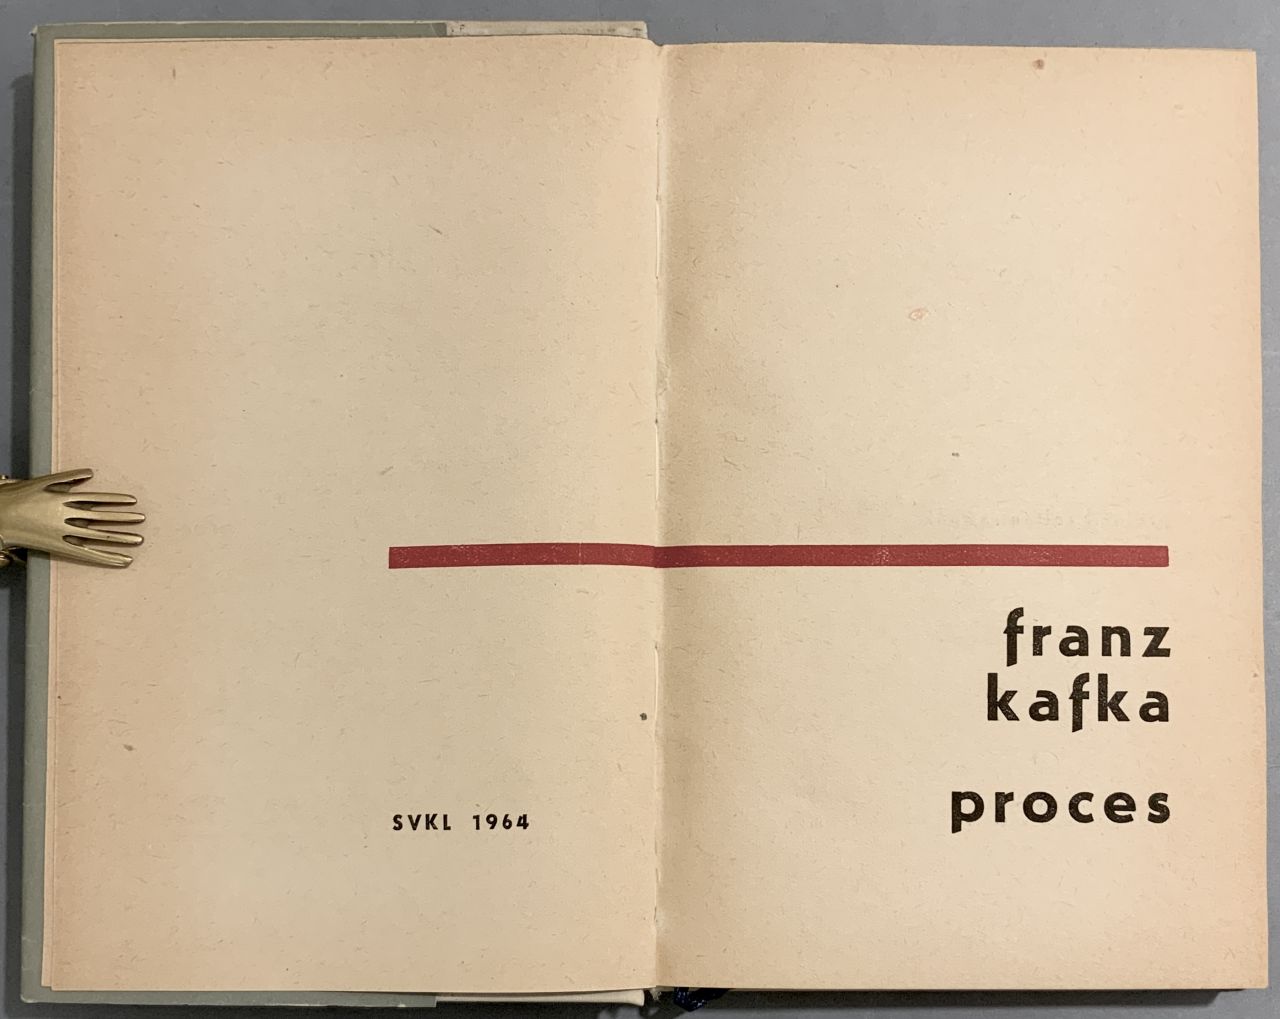 SVKL 1964
franz
kafka
proces